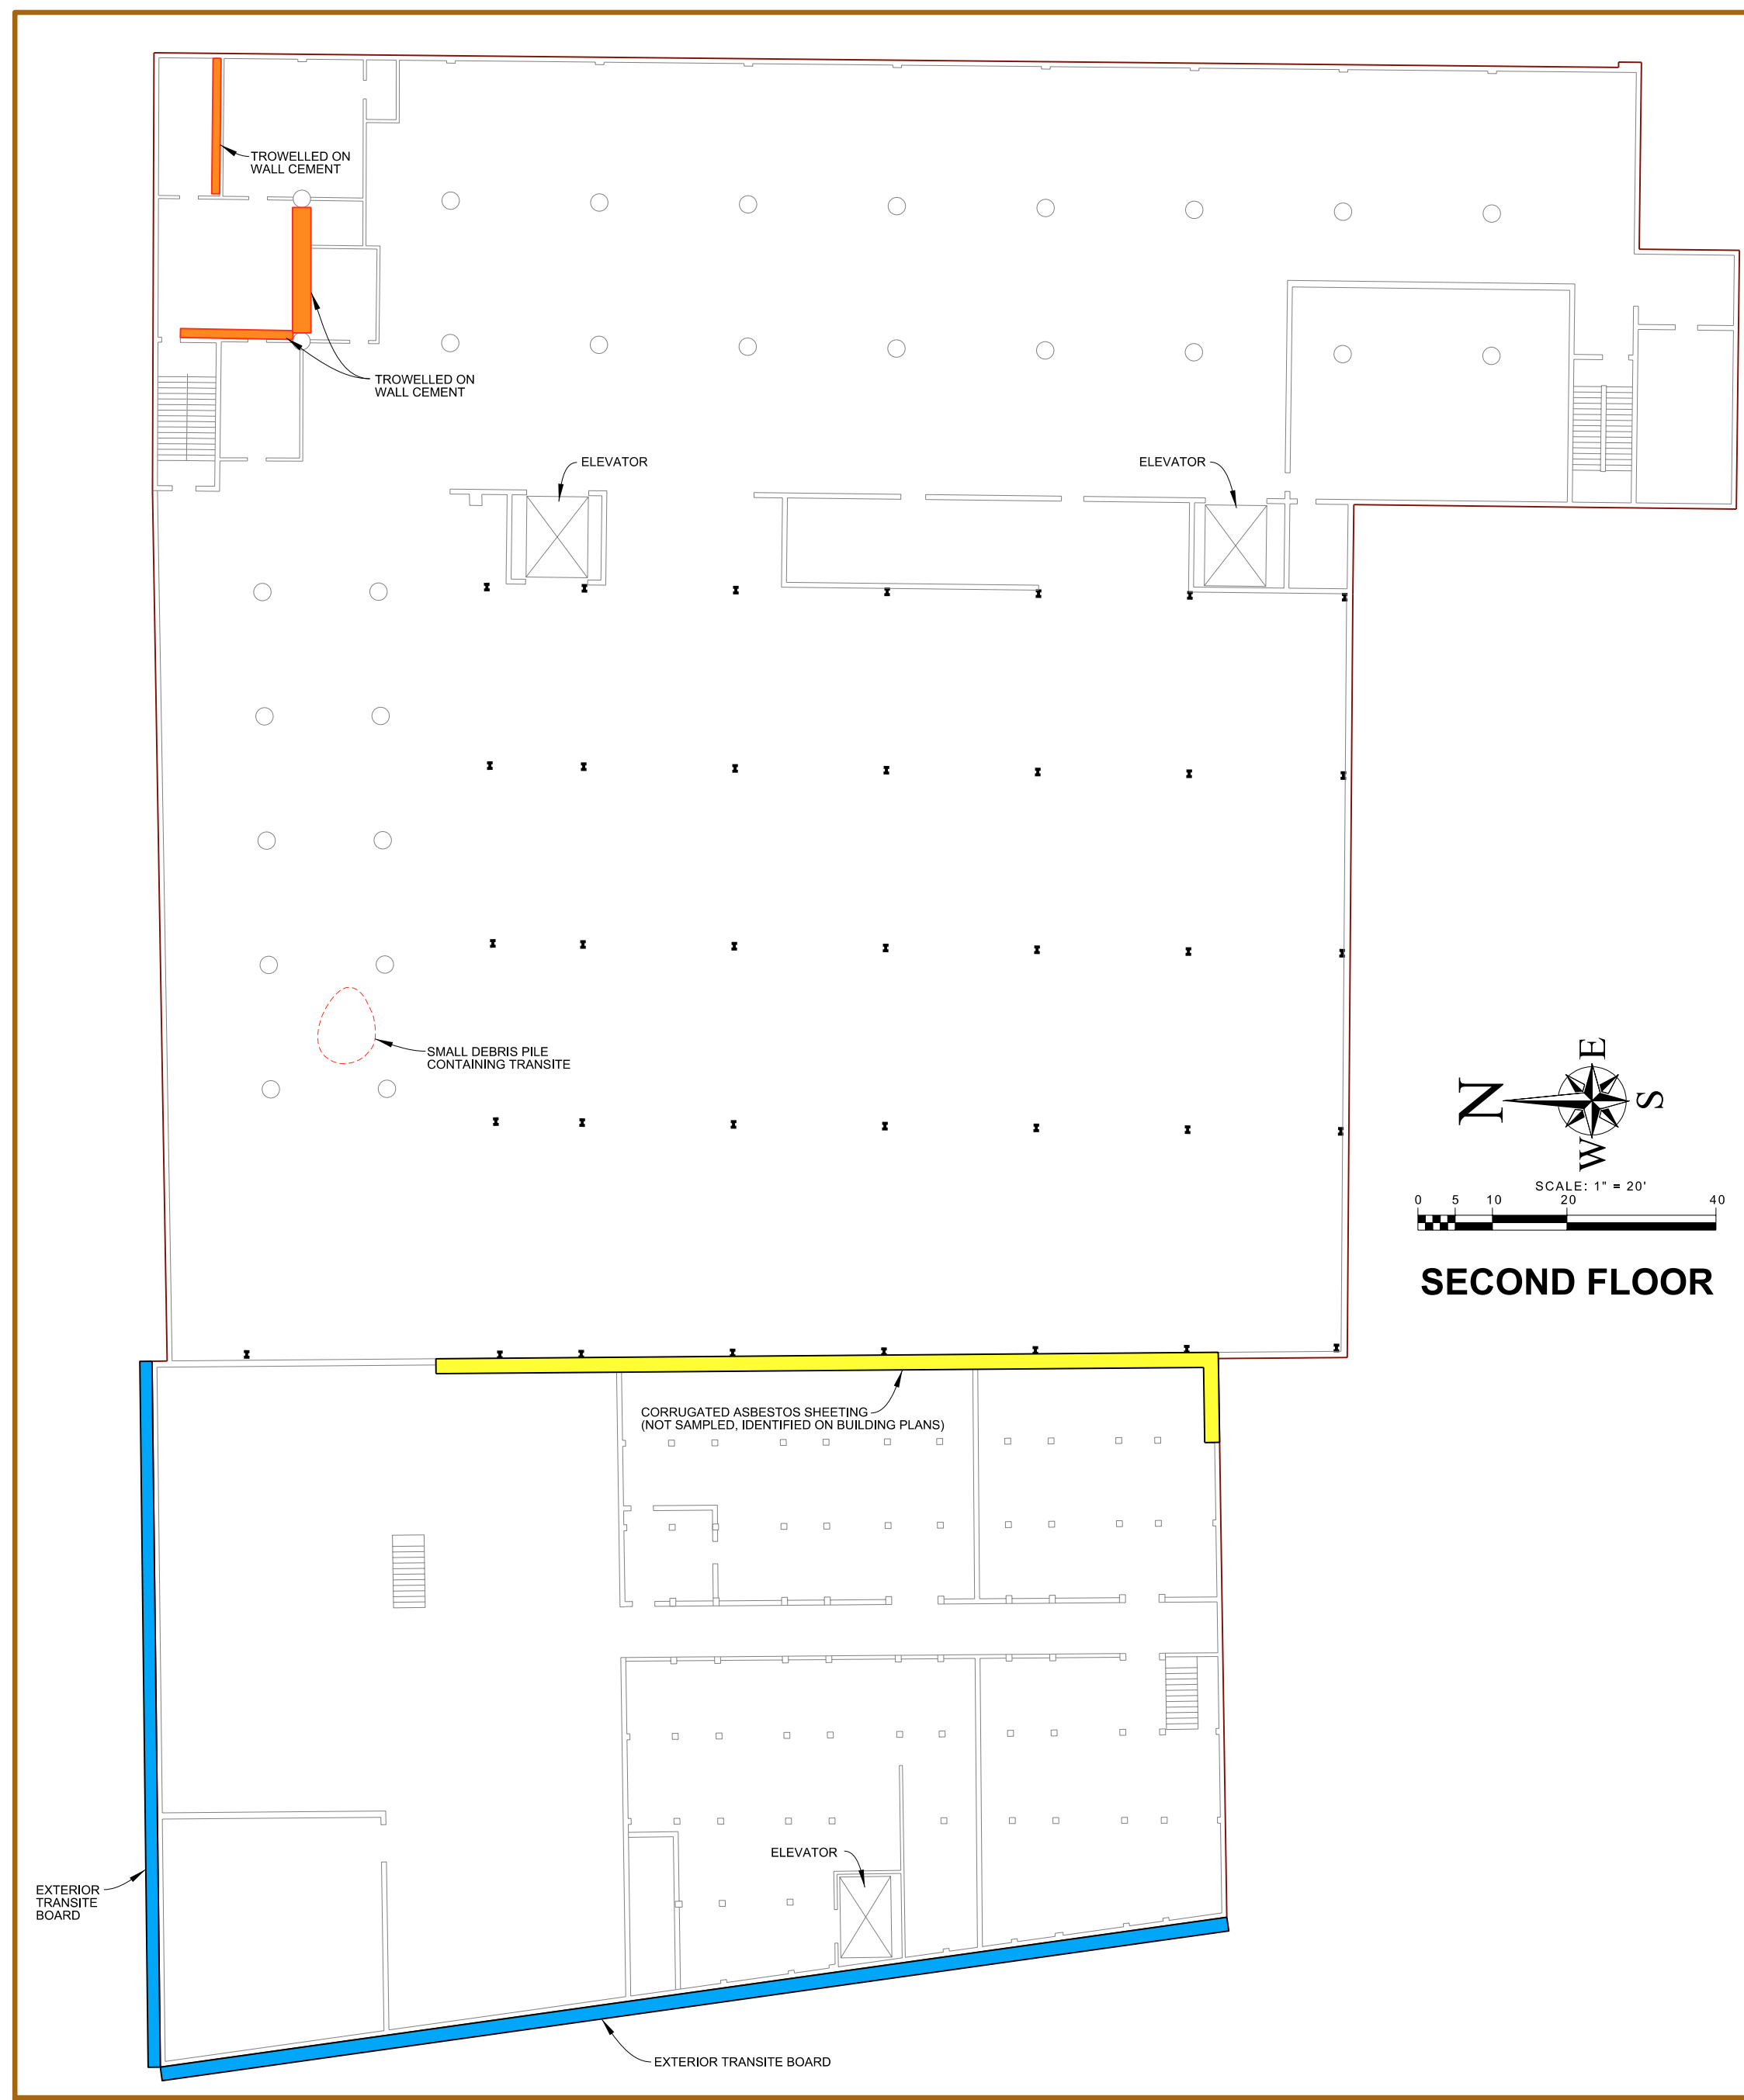 TROWELLED ON
WALL CEMENT
TROWELLED ON
WALL CEMENT
ELEVATOR
ELEVATOR
SMALL DEBRIS PILE
CONTAINING TRANSITE
N
E
S
W
SCALE: 1" = 20'
0 5 10 20 40
SECOND FLOOR
CORRUGATED ASBESTOS SHEETING
(NOT SAMPLED, IDENTIFIED ON BUILDING PLANS)
ELEVATOR
EXTERIOR
TRANSITE
BOARD
EXTERIOR TRANSITE BOARD